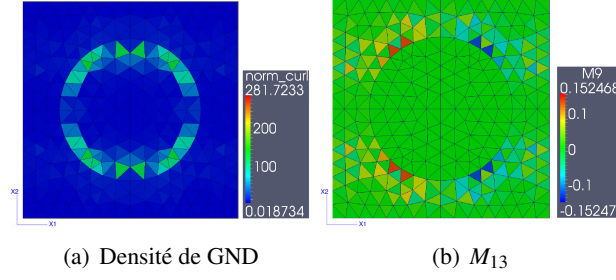 norm_curl
281.7233
200
100
0.018734
X2
X1
M9
0.152468
0.1
0
-0.1
-0.15247
X2
X1
(a) Densité de GND
(b) M13